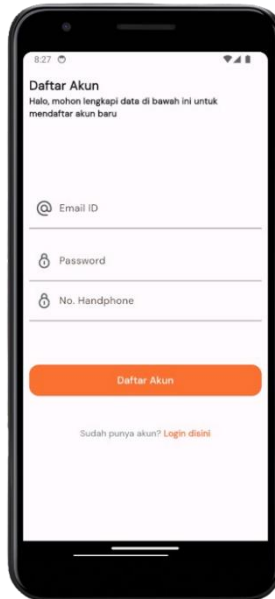 8:27
Daftar Akun
Halo, mohon lengkapi data di bawah ini untuk
mendaftar akun baru
Email ID
Password
No. Handphone
Daftar Akun
Sudah punya akun? Login disini